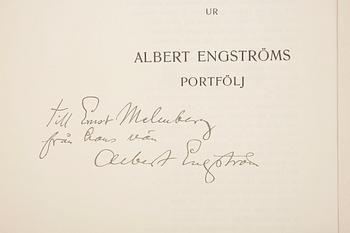 UR
ALBERT ENGSTRÖMS
PORTFÖLJ
till Ernst Malmberg
från hans vän
Albert Engström